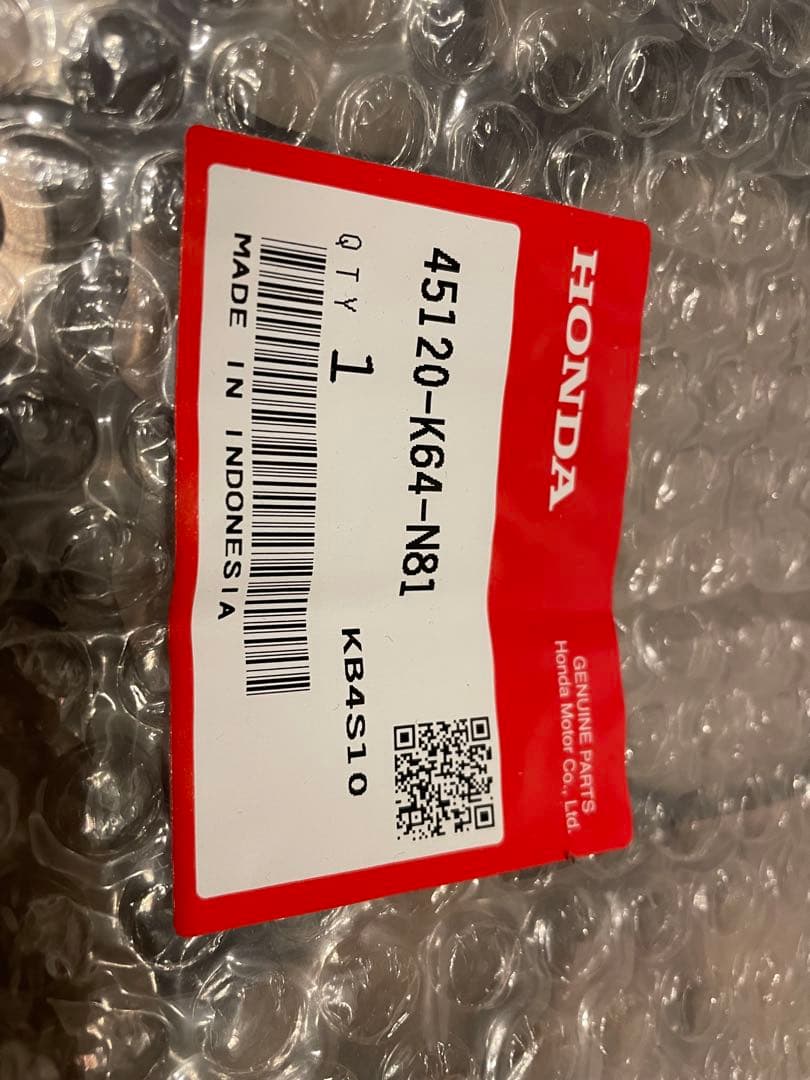 HONDA
GENUINE PARTS
Honda Motor Co., Ltd.
45120-K64-N81
QTY 1
KB4S10
MADE IN INDONESIA